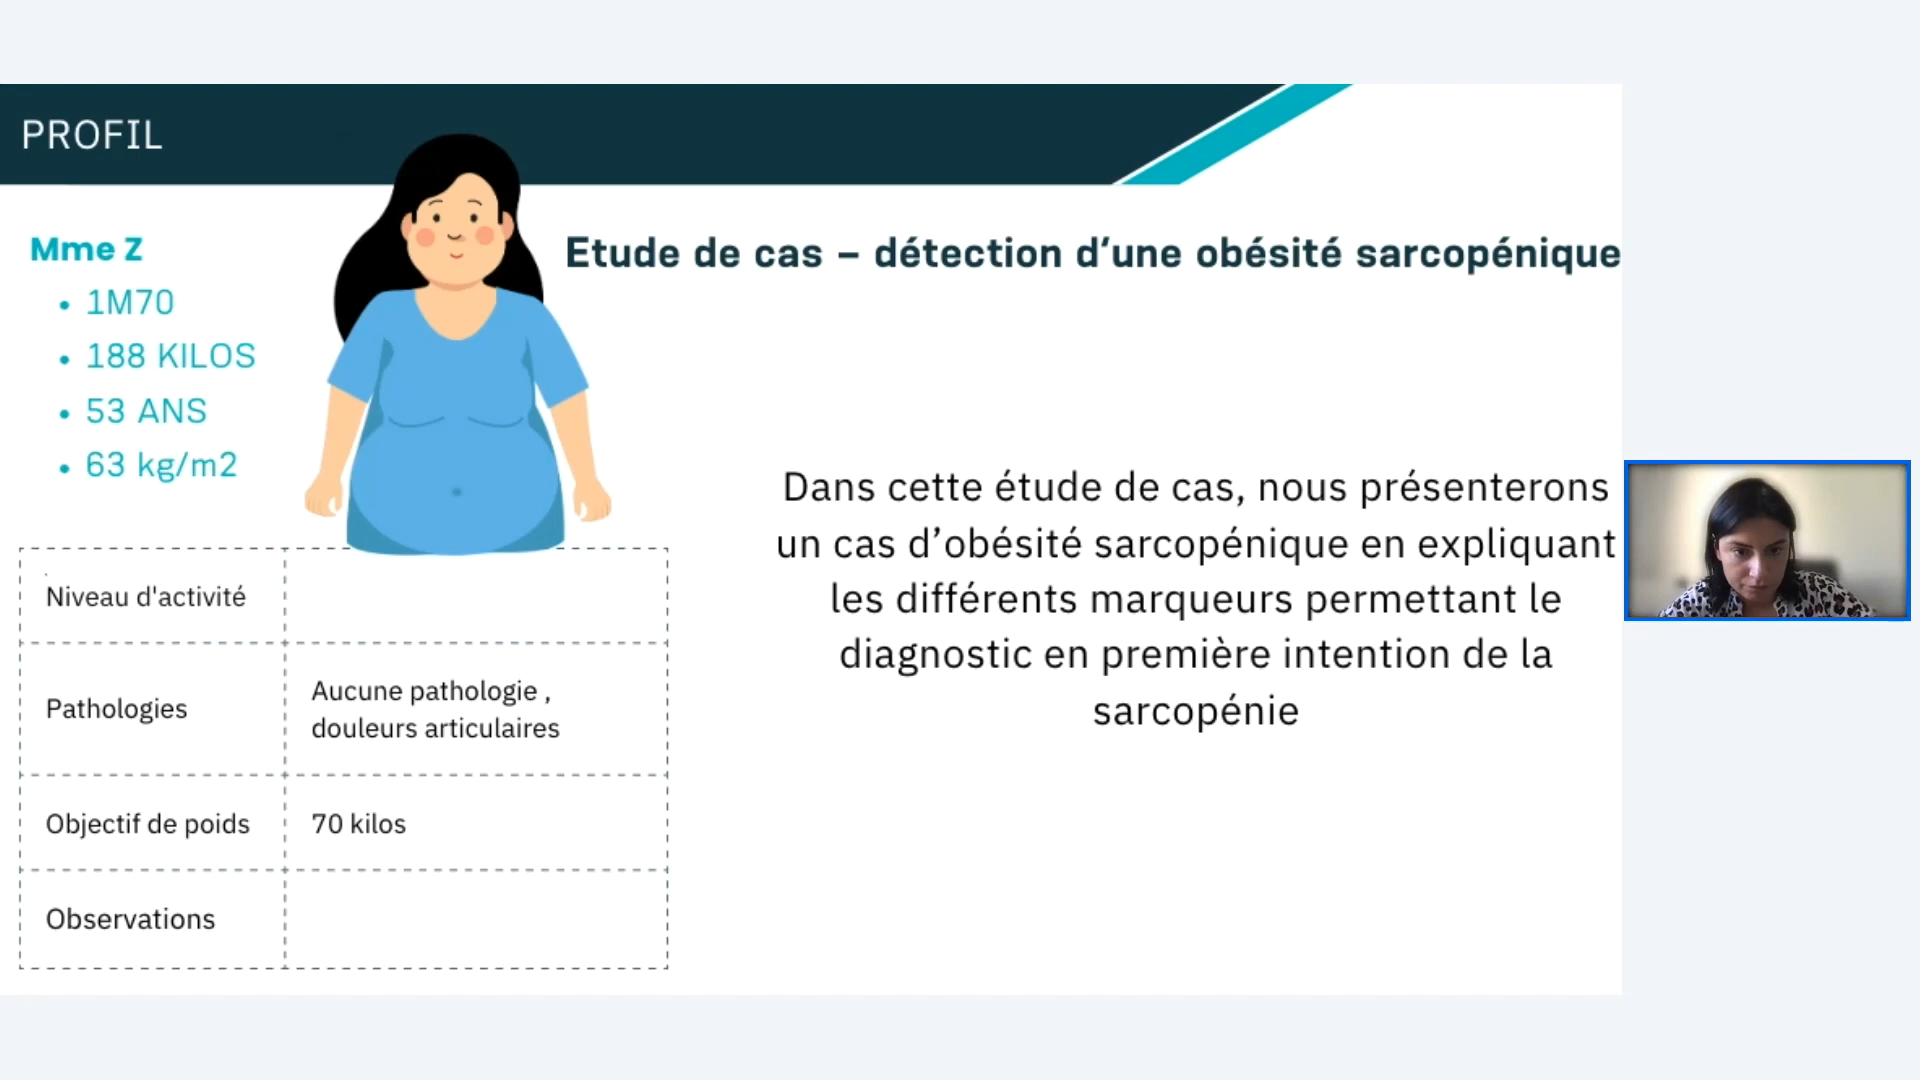 PROFIL
Mme Z
• 1M70
• 188 KILOS
• 53 ANS
• 63 kg/m2
Etude de cas – détection d’une obésité sarcopénique
Dans cette étude de cas, nous présenterons
un cas d’obésité sarcopénique en expliquant
les différents marqueurs permettant le
diagnostic en première intention de la
sarcopénie
Niveau d'activité
Pathologies
Aucune pathologie ,
douleurs articulaires
Objectif de poids
70 kilos
Observations